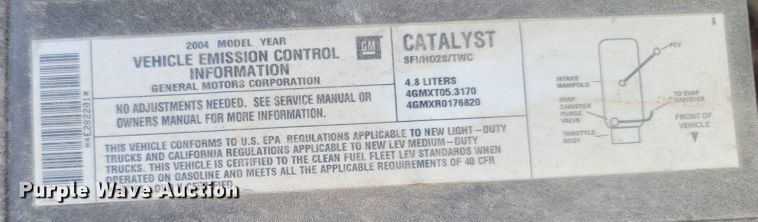 2004 MODEL YEAR
VEHICLE EMISSION CONTROL
INFORMATION
GENERAL MOTORS CORPORATION
GM
NO ADJUSTMENTS NEEDED. SEE SERVICE MANUAL OR
OWNERS MANUAL FOR MORE INFORMATION.
CATALYST
SFI/HO2S/TWC
4.8 LITERS
4GMXT05.3170
4GMXR0176820
THIS VEHICLE CONFORMS TO U.S. EPA REGULATIONS APPLICABLE TO NEW LIGHT-DUTY
TRUCKS AND CALIFORNIA REGULATIONS APPLICABLE TO NEW LEV MEDIUM-DUTY
TRUCKS. THIS VEHICLE IS CERTIFIED TO THE CLEAN FUEL FLEET LEV STANDARDS WHEN
OPERATED ON GASOLINE AND MEETS ALL THE APPLICABLE REQUIREMENTS OF 40 CFR
A
PCV
INTAKE
MANIFOLD
EVAP
CANISTER
PURGE
VALVE
THROTTLE
BODY
TO EVAP
CANISTER
FRONT OF
VEHICLE
Purple Wave Auction